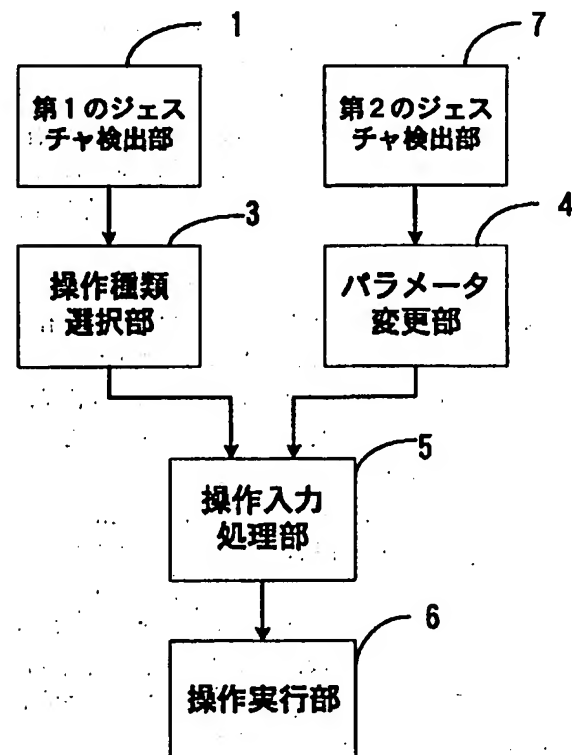 1
7
第1のジェス
チャ検出部
第2のジェス
チャ検出部
3
4
操作種類
選択部
パラメータ
変更部
5
操作入力
処理部
6
操作実行部